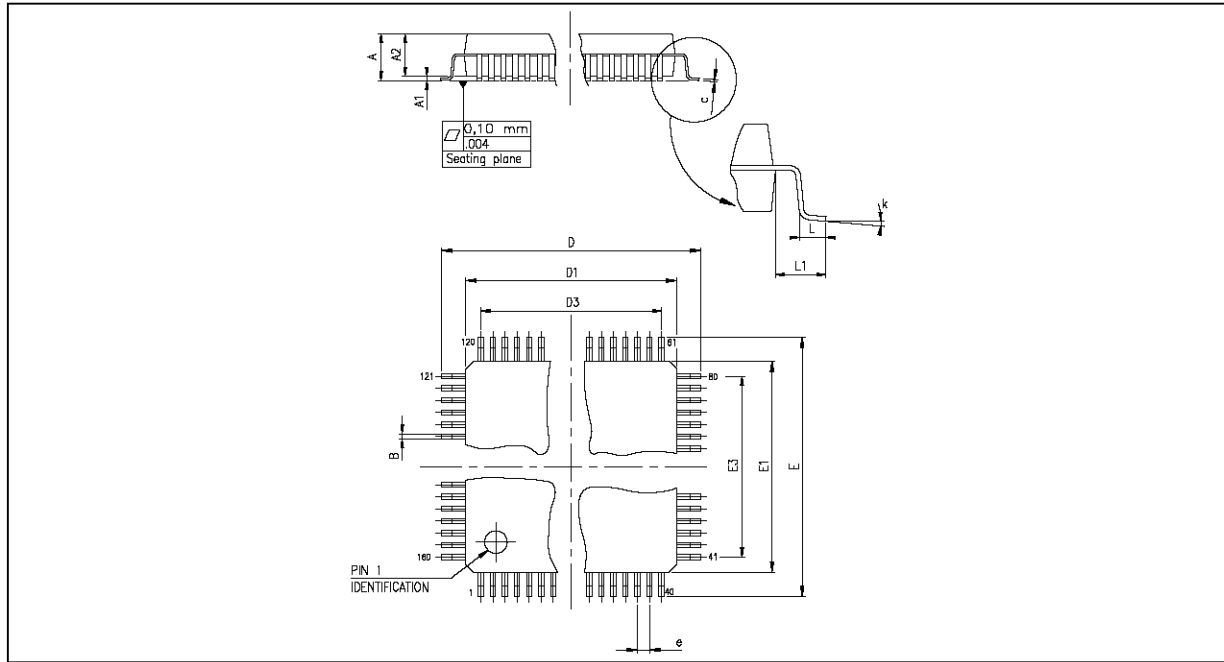 A
A2
A1
c
0,10 mm
.004
Seating plane
k
L
L1
D
D1
D3
120
61
121
80
B
E3
E1
E
160
41
PIN 1
IDENTIFICATION
1
40
e